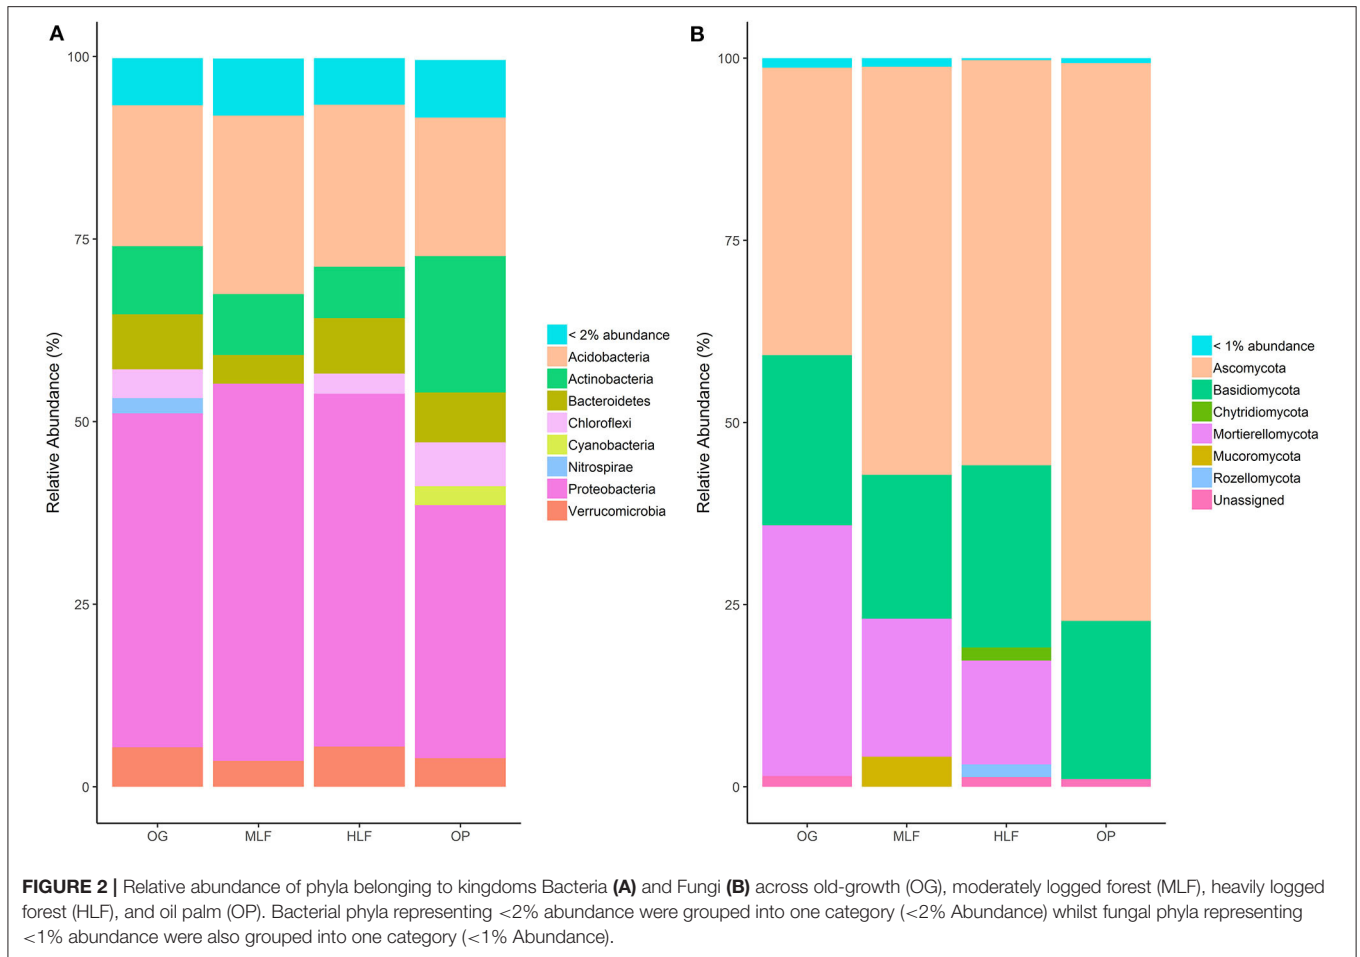 A
100
75
50
25
0
Relative Abundance (%)
OG MLF HLF OP
< 2% abundance
Acidobacteria
Actinobacteria
Bacteroidetes
Chloroflexi
Cyanobacteria
Nitrospirae
Proteobacteria
Verrucomicrobia
B
100
75
50
25
0
Relative Abundance (%)
OG MLF HLF OP
< 1% abundance
Ascomycota
Basidiomycota
Chytridiomycota
Mortierellomycota
Mucoromycota
Rozellomycota
Unassigned
FIGURE 2 | Relative abundance of phyla belonging to kingdoms Bacteria (A) and Fungi (B) across old-growth (OG), moderately logged forest (MLF), heavily logged
forest (HLF), and oil palm (OP). Bacterial phyla representing <2% abundance were grouped into one category (<2% Abundance) whilst fungal phyla representing
<1% abundance were also grouped into one category (<1% Abundance).